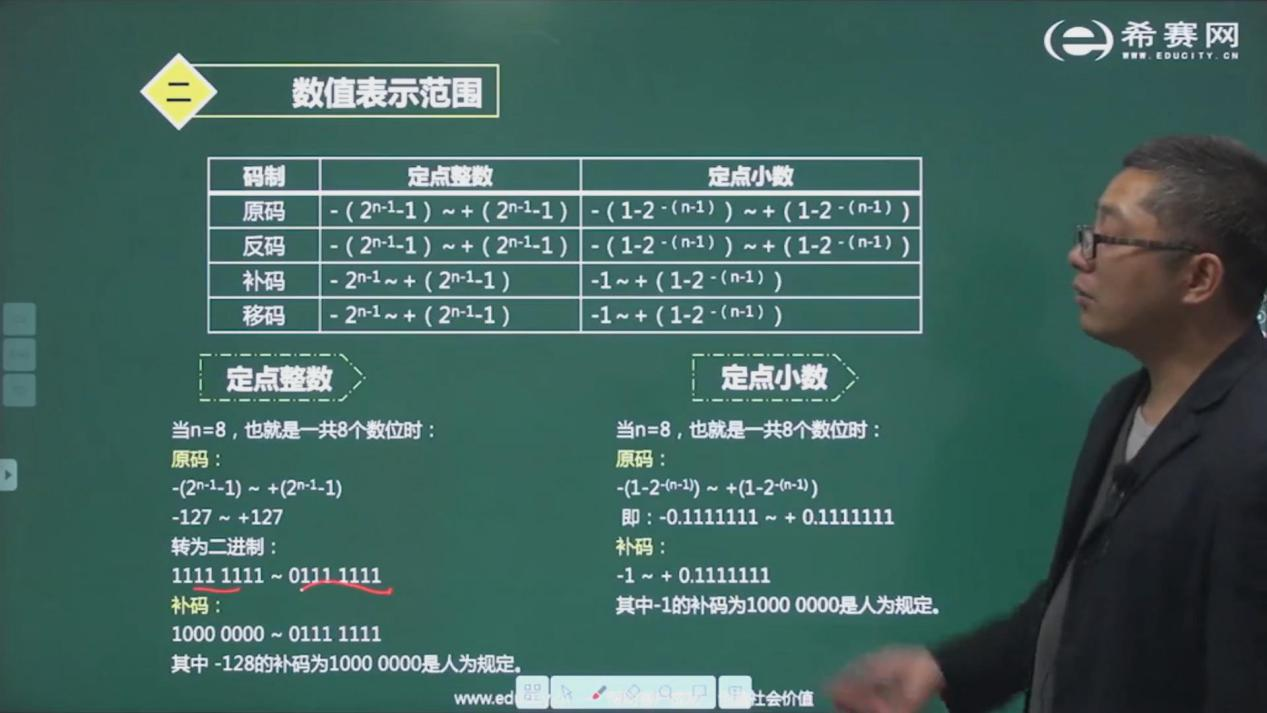 希赛网
WWW.EDUCITY.CN
二 数值表示范围
码制 定点整数 定点小数
原码 -（2ⁿ⁻¹-1）~ +（2ⁿ⁻¹-1） -（1-2⁻⁽ⁿ⁻¹⁾）~ +（1-2⁻⁽ⁿ⁻¹⁾）
反码 -（2ⁿ⁻¹-1）~ +（2ⁿ⁻¹-1） -（1-2⁻⁽ⁿ⁻¹⁾）~ +（1-2⁻⁽ⁿ⁻¹⁾）
补码 - 2ⁿ⁻¹ ~ +（2ⁿ⁻¹-1） -1 ~ +（1-2⁻⁽ⁿ⁻¹⁾）
移码 - 2ⁿ⁻¹ ~ +（2ⁿ⁻¹-1） -1 ~ +（1-2⁻⁽ⁿ⁻¹⁾）
定点整数
当n=8，也就是一共8个数位时：
原码：
-(2ⁿ⁻¹-1) ~ +(2ⁿ⁻¹-1)
-127 ~ +127
转为二进制：
1111 1111 ~ 0111 1111
补码：
1000 0000 ~ 0111 1111
其中 -128的补码为1000 0000是人为规定。
定点小数
当n=8，也就是一共8个数位时：
原码：
-(1-2⁻⁽ⁿ⁻¹⁾) ~ +(1-2⁻⁽ⁿ⁻¹⁾)
即：-0.1111111 ~ + 0.1111111
补码：
-1 ~ + 0.1111111
其中-1的补码为1000 0000是人为规定。
www.ed 社会价值